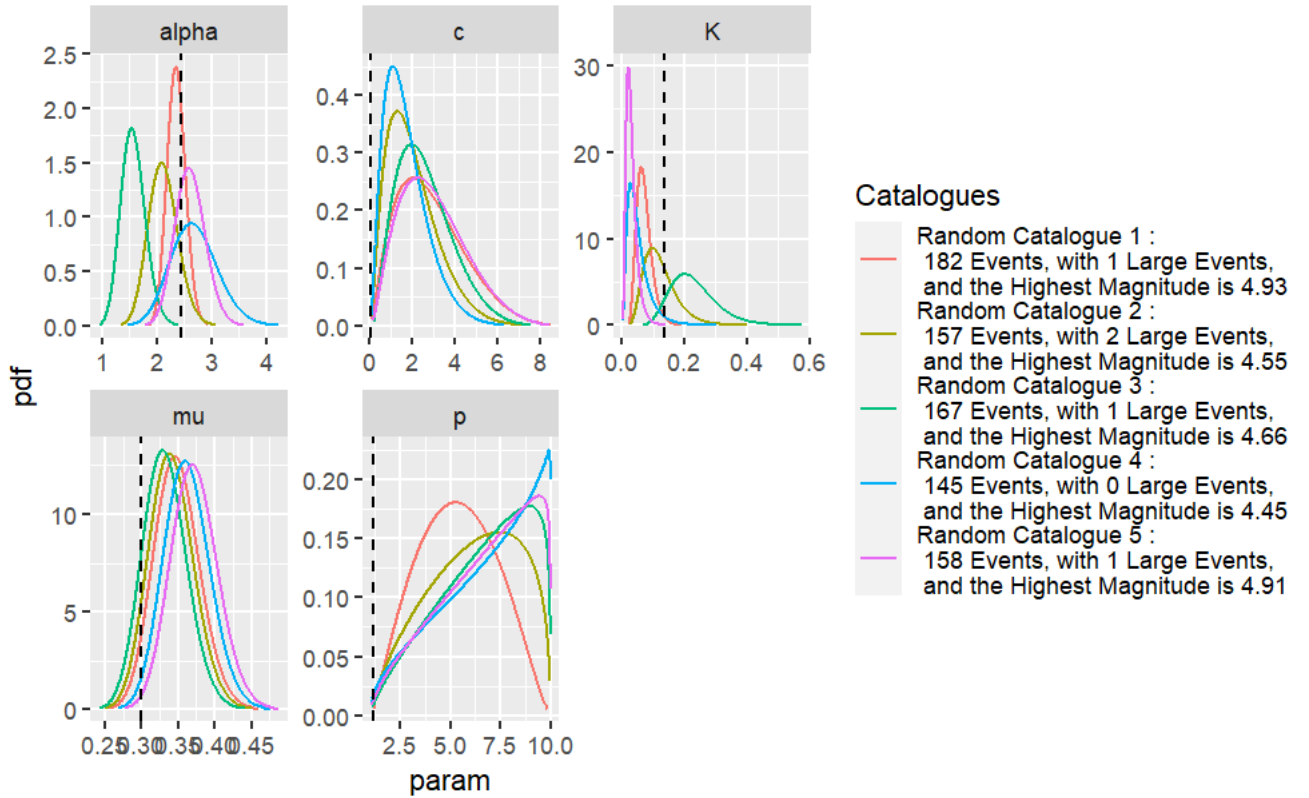 alpha
c
K
2.5
2.0
1.5
1.0
0.5
0.0
1 2 3 4
0.4
0.3
0.2
0.1
0.0
0 2 4 6 8
30
20
10
0
0.0 0.2 0.4 0.6
mu
p
10
5
0
0.25 0.30 0.35 0.40 0.45
0.20
0.15
0.10
0.05
0.00
2.5 5.0 7.5 10.0
pdf
param
Catalogues
Random Catalogue 1 :
182 Events, with 1 Large Events,
and the Highest Magnitude is 4.93
Random Catalogue 2 :
157 Events, with 2 Large Events,
and the Highest Magnitude is 4.55
Random Catalogue 3 :
167 Events, with 1 Large Events,
and the Highest Magnitude is 4.66
Random Catalogue 4 :
145 Events, with 0 Large Events,
and the Highest Magnitude is 4.45
Random Catalogue 5 :
158 Events, with 1 Large Events,
and the Highest Magnitude is 4.91